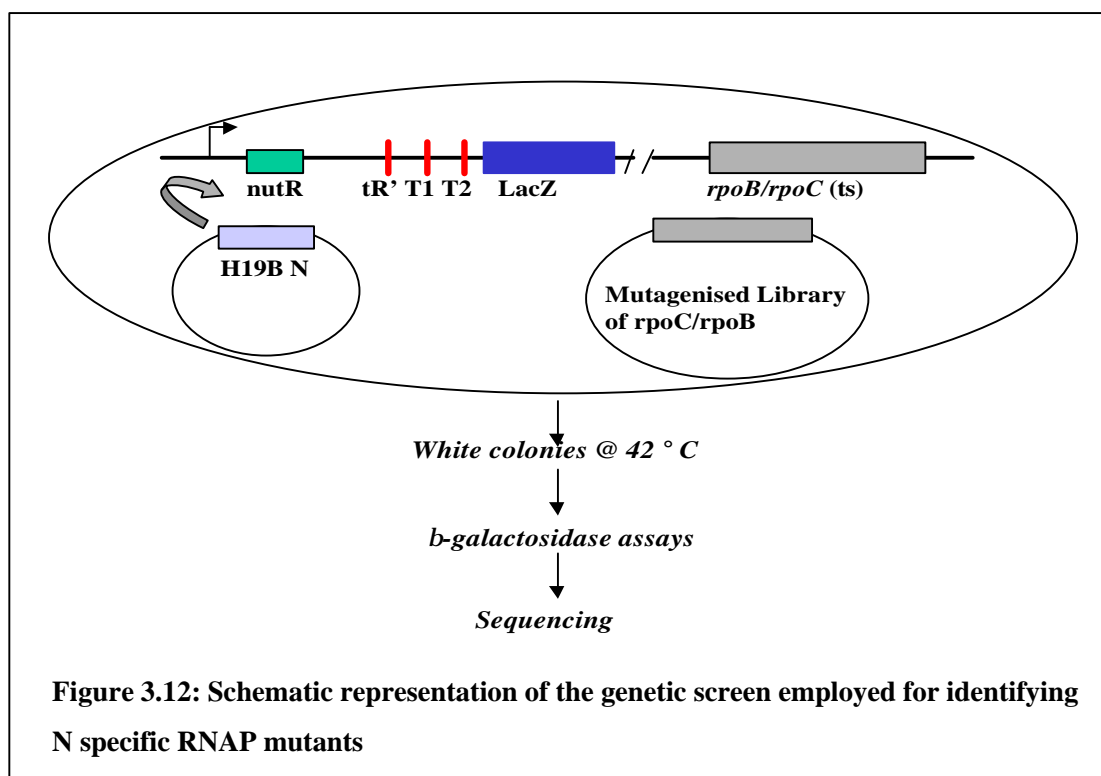 nutR tR' T1 T2 LacZ rpoB/rpoC (ts)
H19B N
Mutagenised Library
of rpoC/rpoB
White colonies @ 42 ° C
b-galactosidase assays
Sequencing
Figure 3.12: Schematic representation of the genetic screen employed for identifying
N specific RNAP mutants